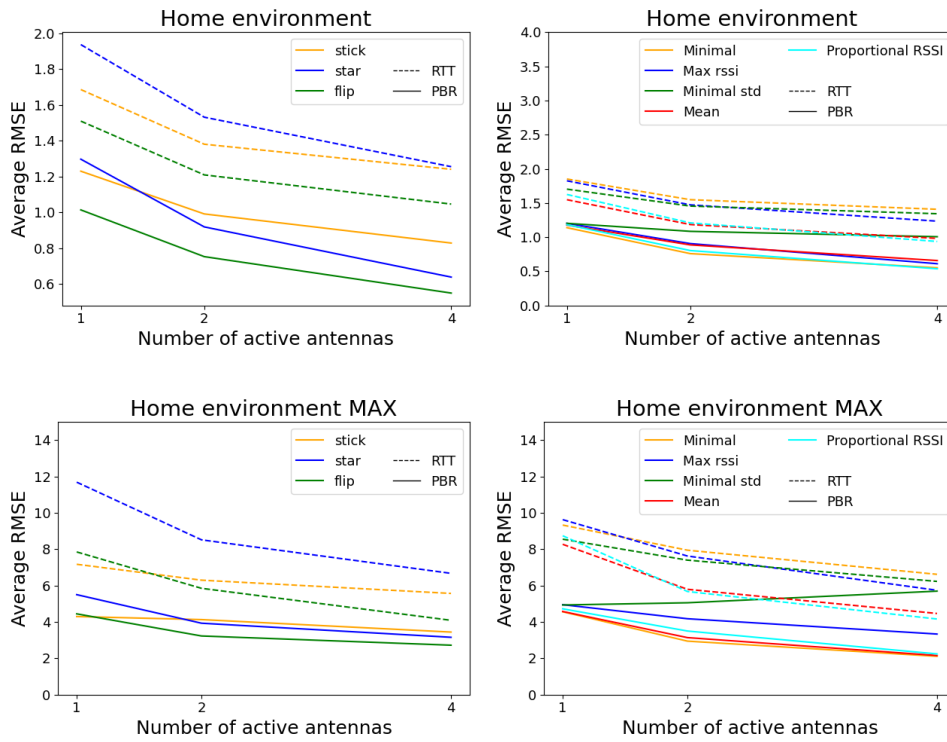 Home environment
2.0
1.8
1.6
1.4
1.2
1.0
0.8
0.6
Average RMSE
stick
star
flip
RTT
PBR
1
2
4
Number of active antennas
Home environment
4.0
3.5
3.0
2.5
2.0
1.5
1.0
0.5
0.0
Average RMSE
Minimal
Max rssi
Minimal std
Mean
Proportional RSSI
RTT
PBR
1
2
4
Number of active antennas
Home environment MAX
14
12
10
8
6
4
2
0
Average RMSE
stick
star
flip
RTT
PBR
1
2
4
Number of active antennas
Home environment MAX
14
12
10
8
6
4
2
0
Average RMSE
Minimal
Max rssi
Minimal std
Mean
Proportional RSSI
RTT
PBR
1
2
4
Number of active antennas